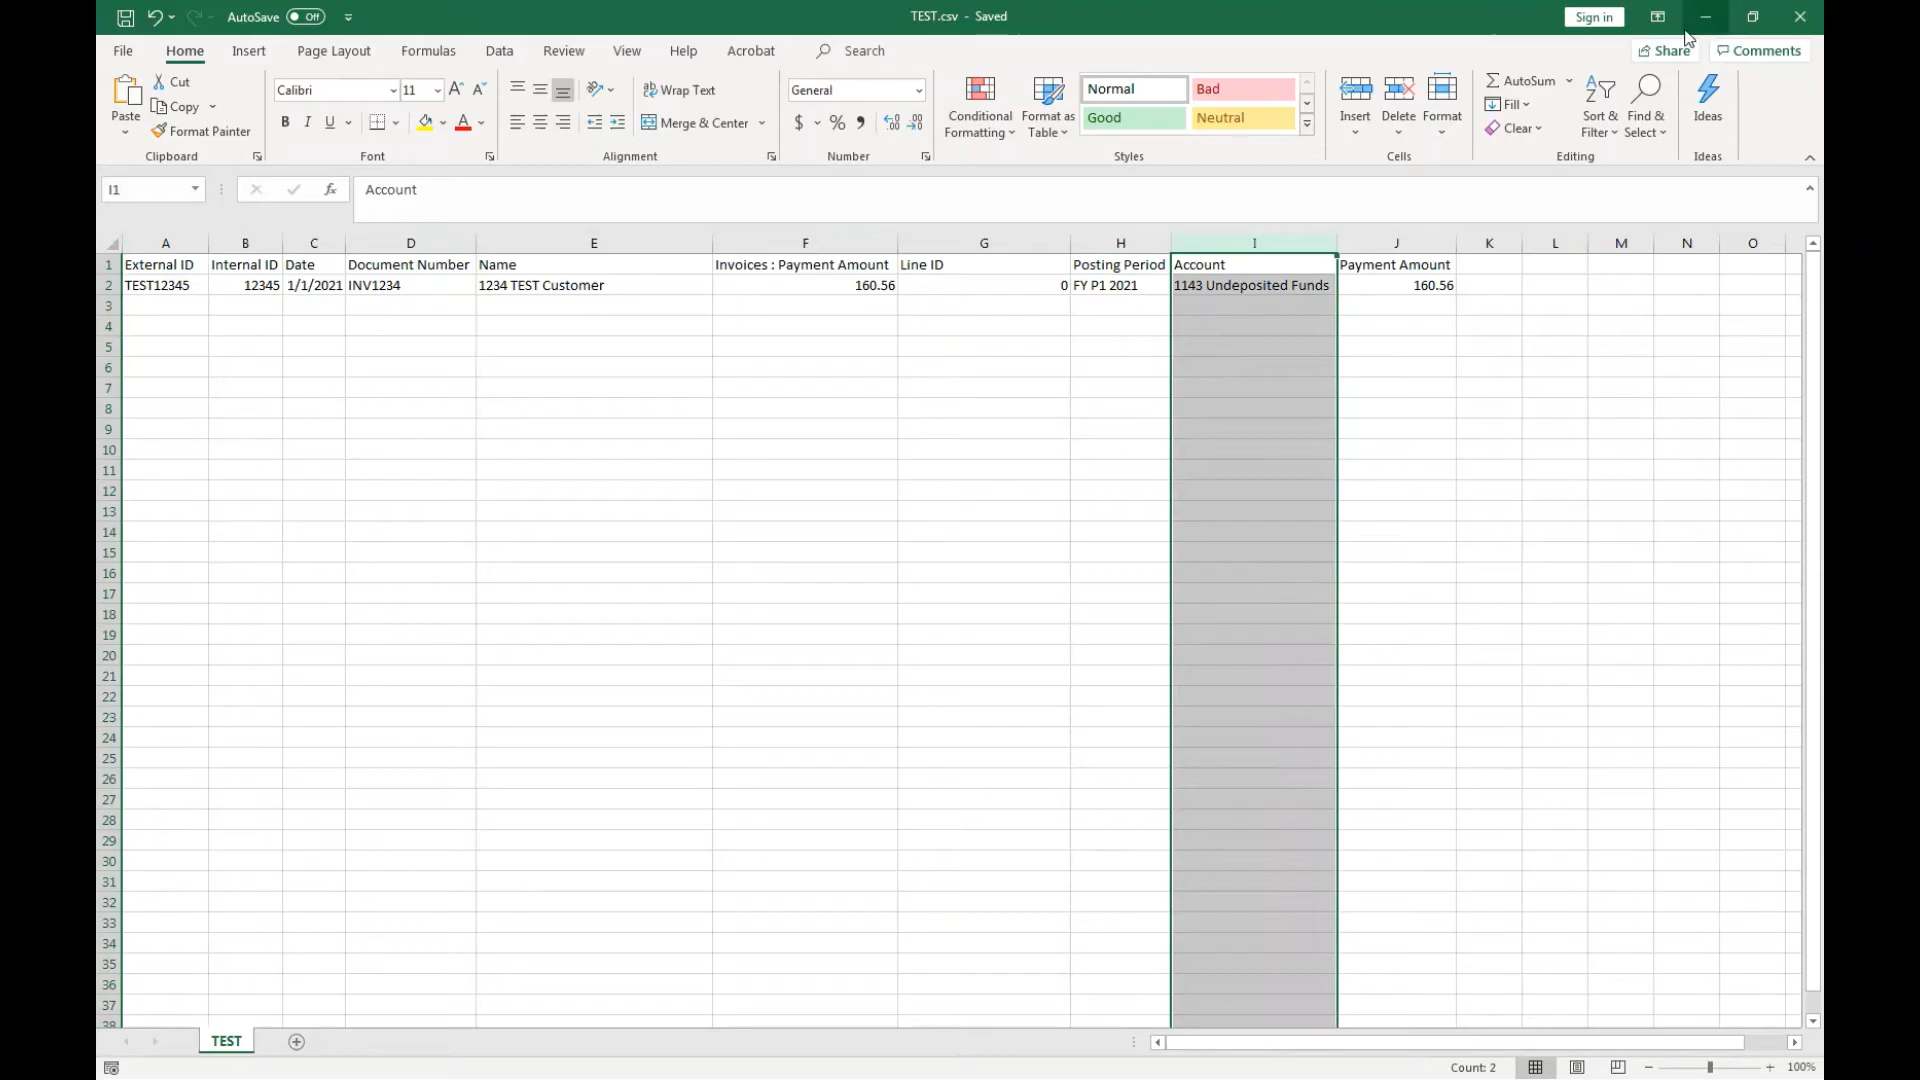 AutoSave Off TEST.csv - Saved Sign in
File Home Insert Page Layout Formulas Data Review View Help Acrobat Search Share Comments
Paste Cut Copy Format Painter
Clipboard
Calibri 11 A A
B I U A
Font
Wrap Text
Merge & Center
Alignment
General
$ % ,
Number
Conditional Formatting Format as Table
Normal Bad
Good Neutral
Styles
Insert Delete Format
Cells
AutoSum
Fill
Clear
Sort & Filter Find & Select
Editing
Ideas
Ideas
I1 fx Account
A B C D E F G H I J K L M N O
1 External ID Internal ID Date Document Number Name Invoices : Payment Amount Line ID Posting Period Account Payment Amount
2 TEST12345 12345 1/1/2021 INV1234 1234 TEST Customer 160.56 0 FY P1 2021 1143 Undeposited Funds 160.56
3
4
5
6
7
8
9
10
11
12
13
14
15
16
17
18
19
20
21
22
23
24
25
26
27
28
29
30
31
32
33
34
35
36
37
38
TEST
Count: 2 100%